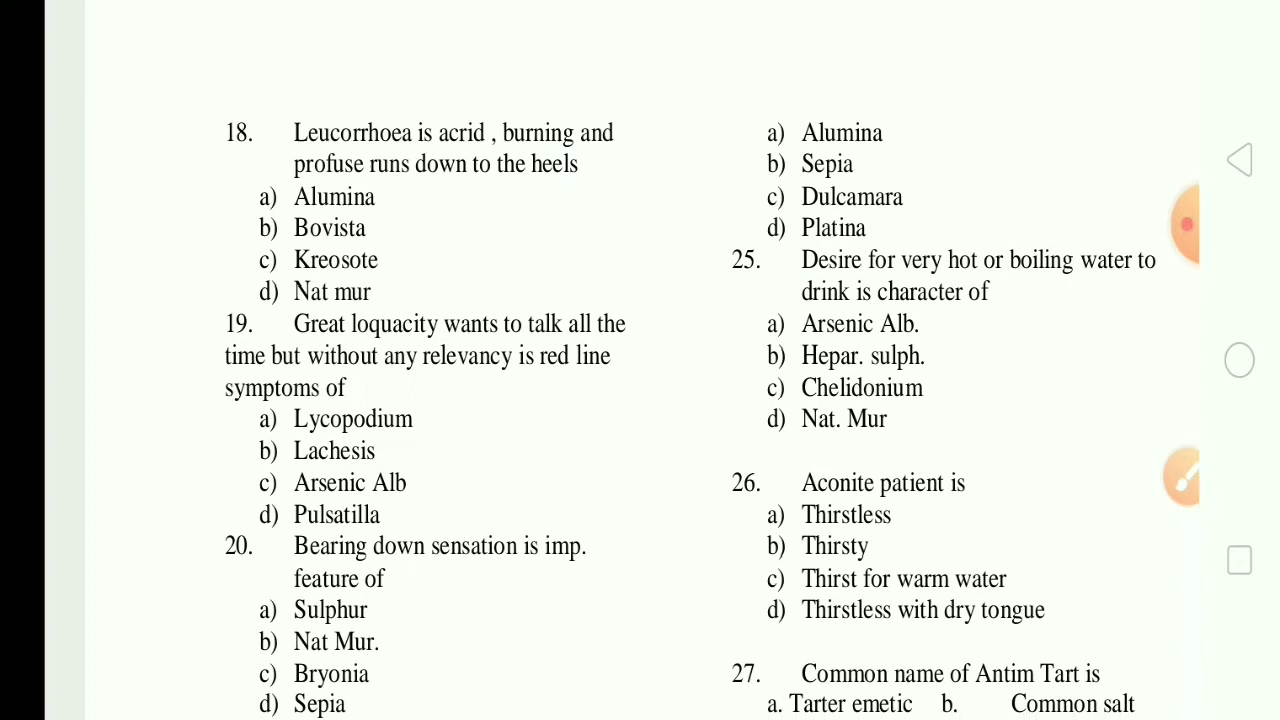 18. Leucorrhoea is acrid , burning and
profuse runs down to the heels
a) Alumina
b) Bovista
c) Kreosote
d) Nat mur
19. Great loquacity wants to talk all the
time but without any relevancy is red line
symptoms of
a) Lycopodium
b) Lachesis
c) Arsenic Alb
d) Pulsatilla
20. Bearing down sensation is imp.
feature of
a) Sulphur
b) Nat Mur.
c) Bryonia
d) Sepia
a) Alumina
b) Sepia
c) Dulcamara
d) Platina
25. Desire for very hot or boiling water to
drink is character of
a) Arsenic Alb.
b) Hepar. sulph.
c) Chelidonium
d) Nat. Mur
26. Aconite patient is
a) Thirstless
b) Thirsty
c) Thirst for warm water
d) Thirstless with dry tongue
27. Common name of Antim Tart is
a. Tarter emetic b. Common salt